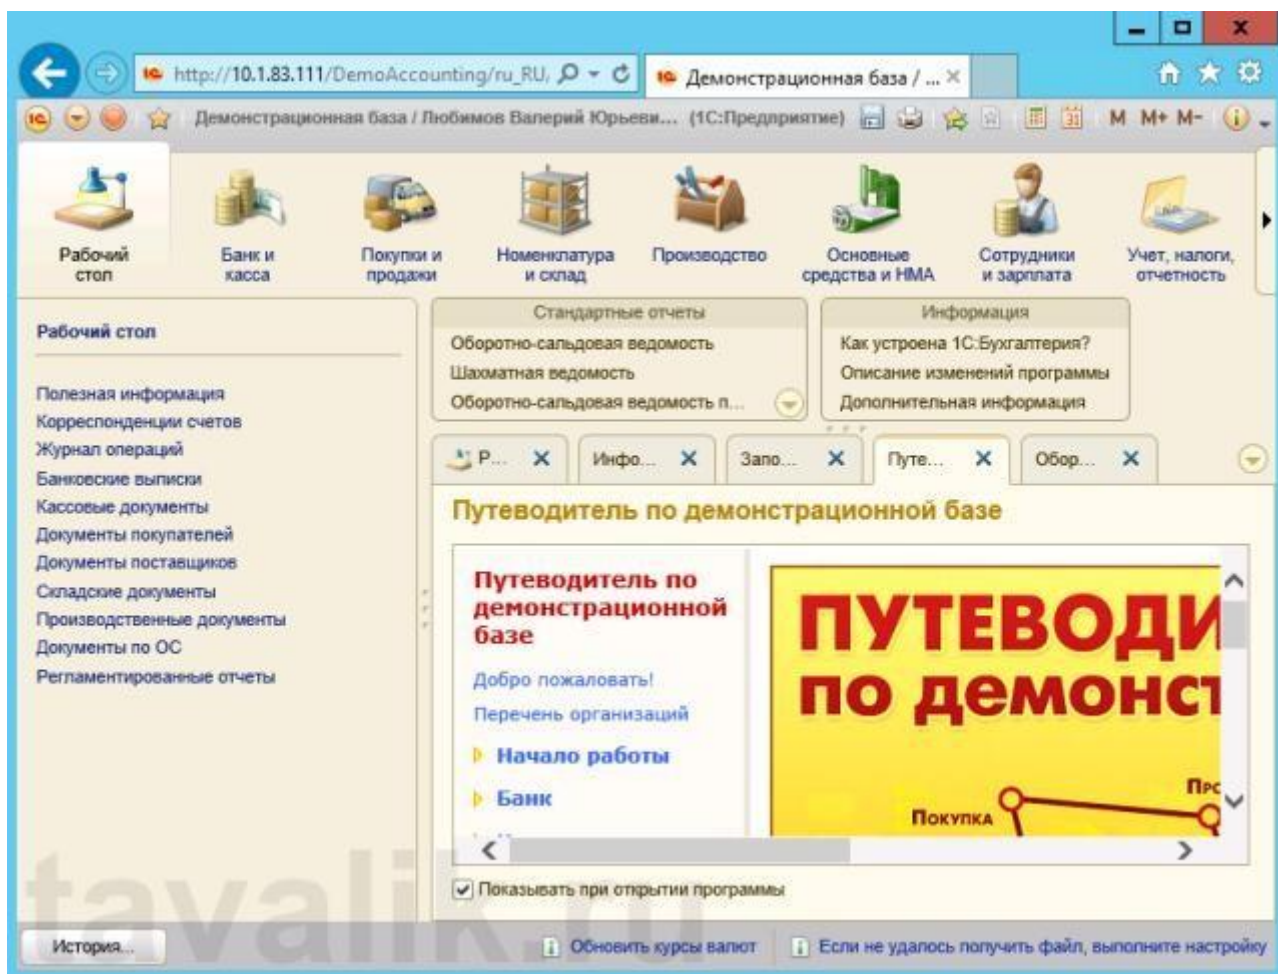 http://10.1.83.111/DemoAccounting/ru_RU,
Демонстрационная база / ...
Демонстрационная база / Любимов Валерий Юрьеви... (1С:Предприятие)
31
M M+ M-
Рабочий
стол
Банк и
касса
Покупки и
продажи
Номенклатура
и склад
Производство
Основные
средства и НМА
Сотрудники
и зарплата
Учет, налоги,
отчетность
Рабочий стол
Полезная информация
Корреспонденции счетов
Журнал операций
Банковские выписки
Кассовые документы
Документы покупателей
Документы поставщиков
Складские документы
Производственные документы
Документы по ОС
Регламентированные отчеты
Стандартные отчеты
Оборотно-сальдовая ведомость
Шахматная ведомость
Оборотно-сальдовая ведомость п...
Информация
Как устроена 1С:Бухгалтерия?
Описание изменений программы
Дополнительная информация
Р...
Инфо...
Запо...
Путе...
Обор...
Путеводитель по демонстрационной базе
Путеводитель по
демонстрационной
базе
Добро пожаловать!
Перечень организаций
Начало работы
Банк
ПУТЕВОДИ
по демонст
Покупка
Про
Показывать при открытии программы
tavalik.ru
История...
Обновить курсы валют
Если не удалось получить файл, выполните настройку